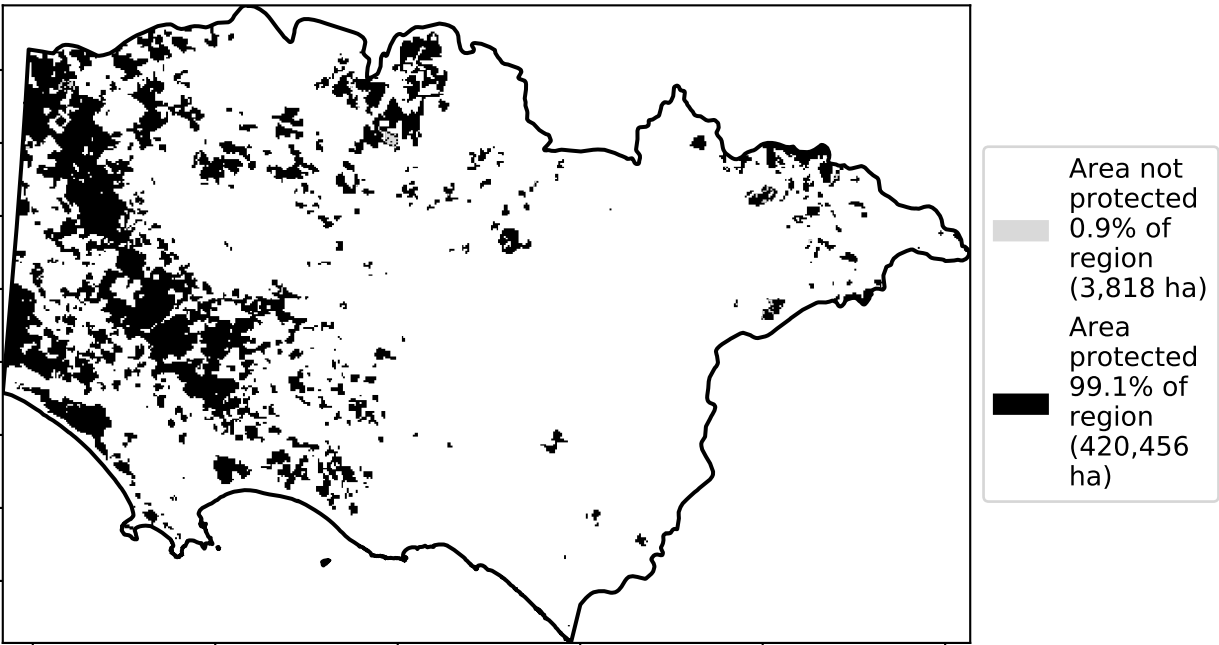 Area not
protected
0.9% of
region
(3,818 ha)
Area
protected
99.1% of
region
(420,456
ha)